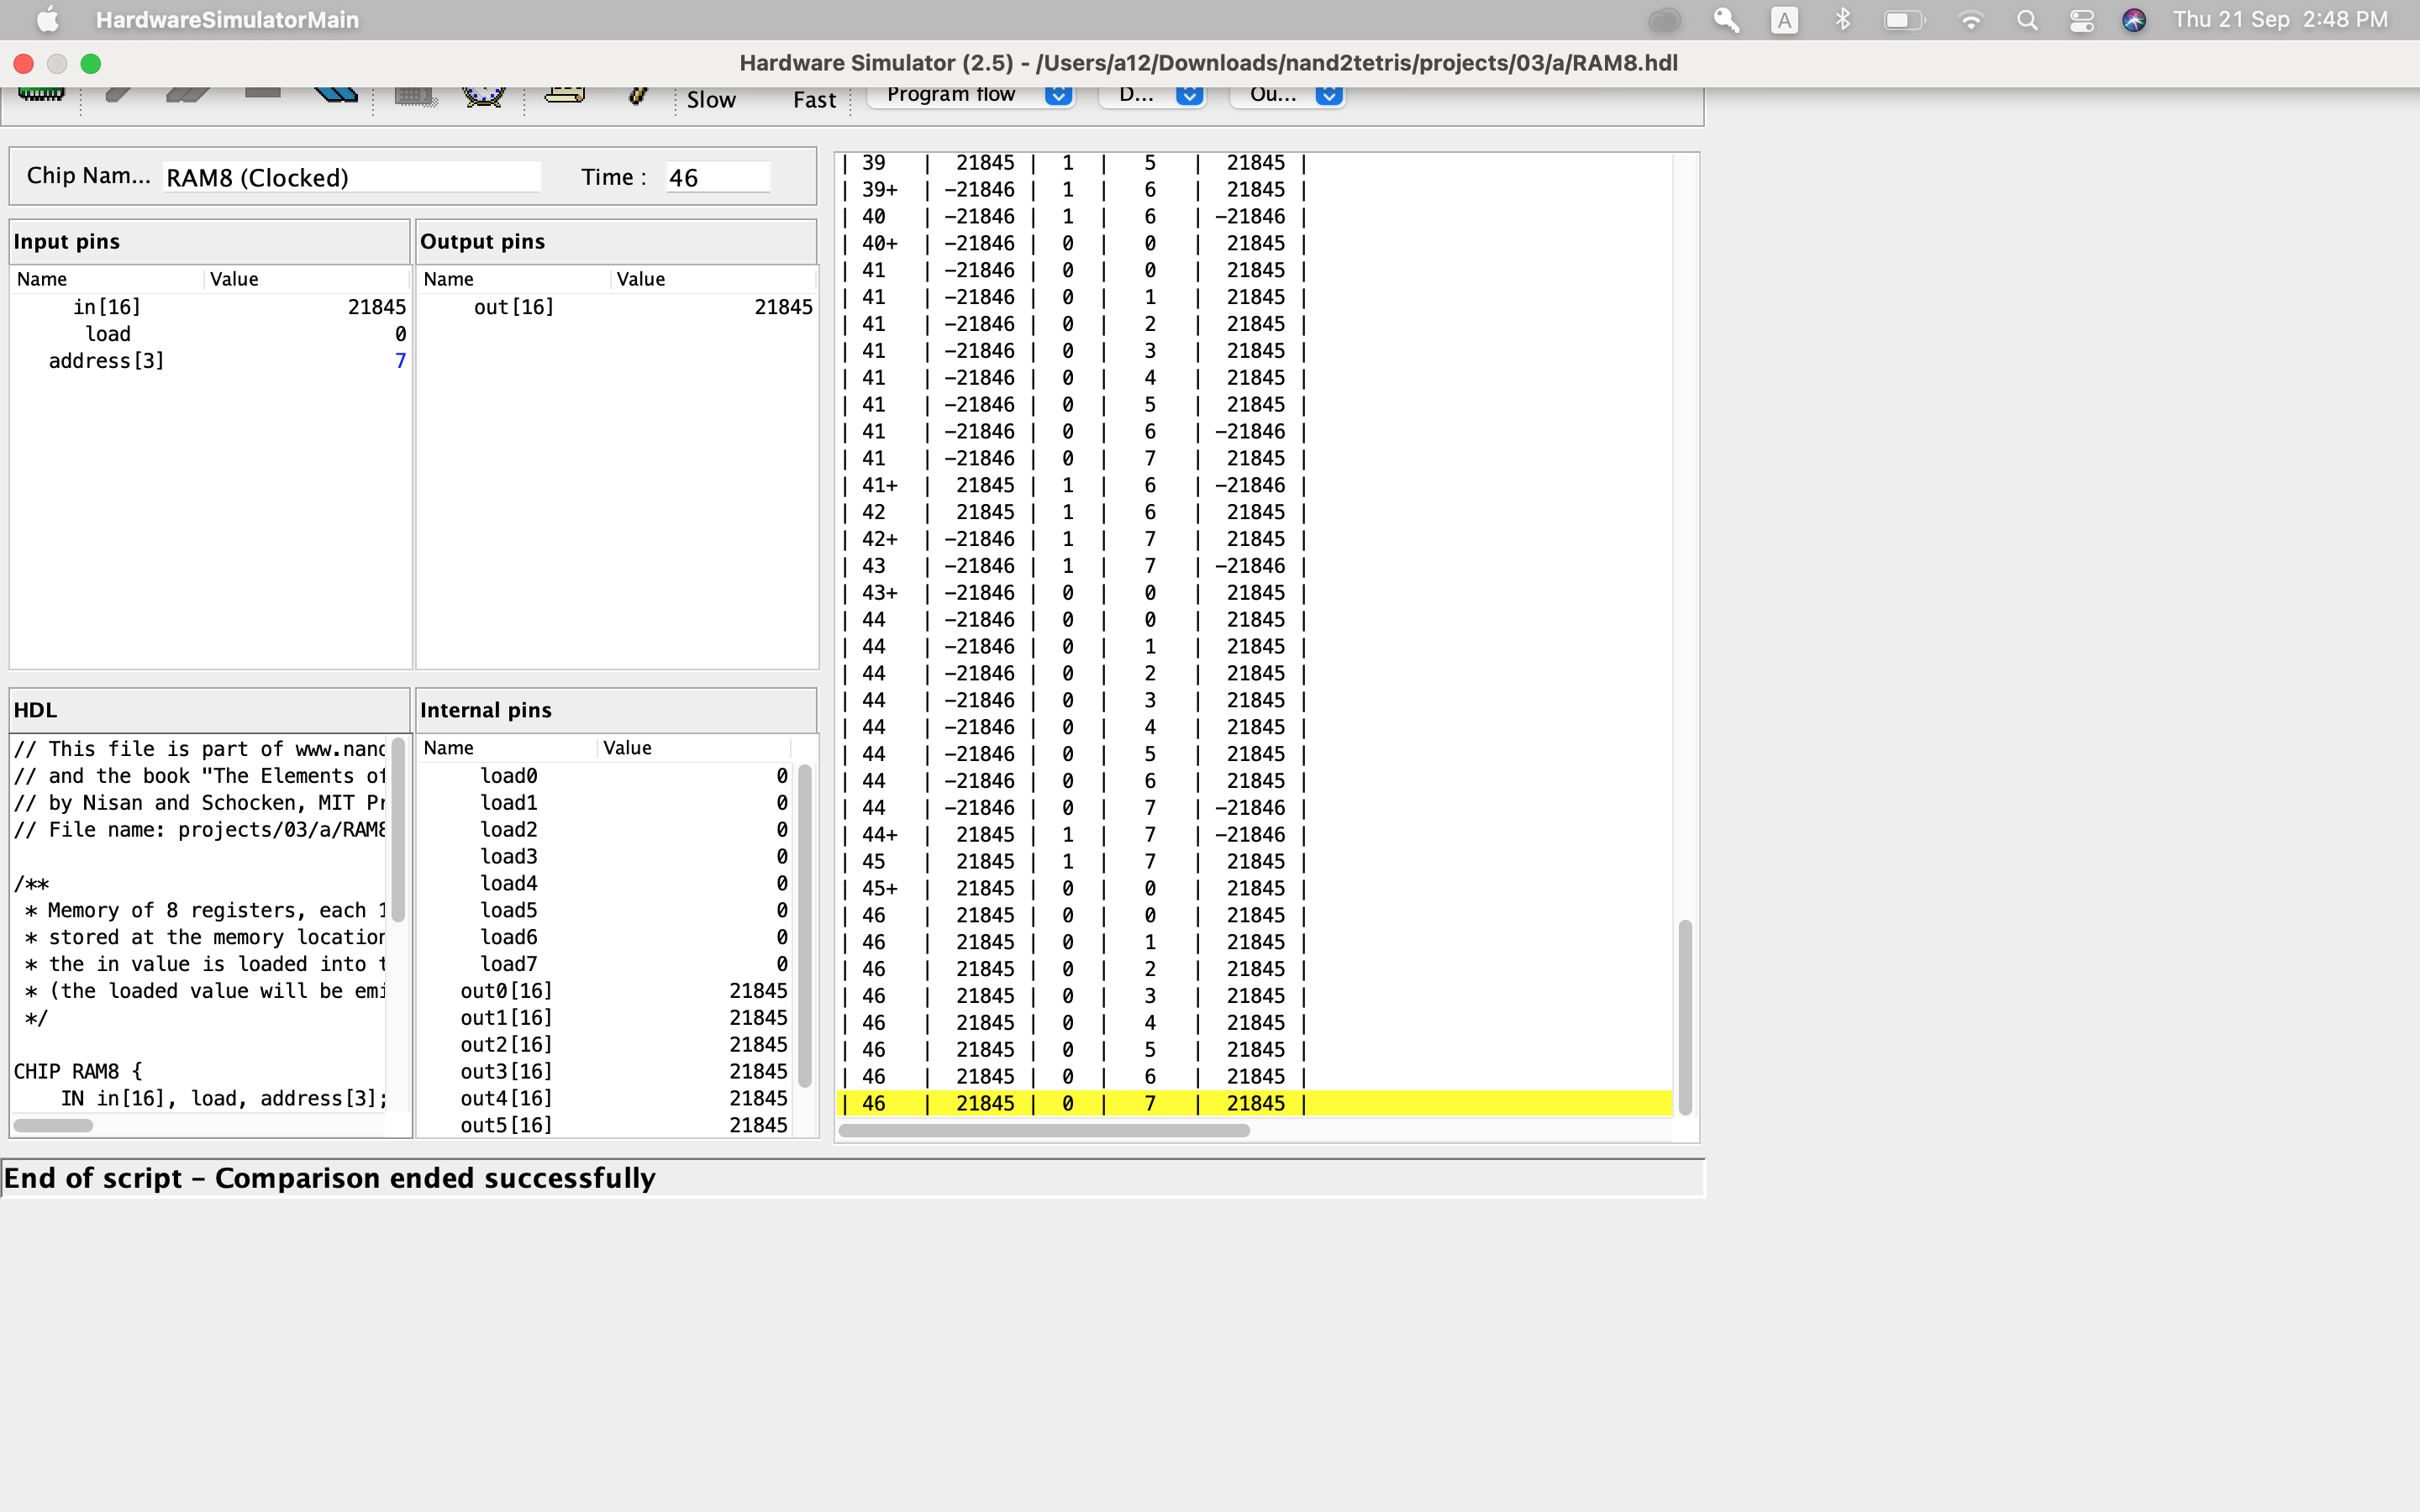 HardwareSimulatorMain
A
Thu 21 Sep 2:48 PM
Hardware Simulator (2.5) - /Users/a12/Downloads/nand2tetris/projects/03/a/RAM8.hdl
Slow Fast Program flow D... Ou...
Chip Nam... RAM8 (Clocked) Time : 46
Input pins
Name Value
in[16] 21845
load 0
address[3] 7
Output pins
Name Value
out[16] 21845
HDL
// This file is part of www.nand
// and the book "The Elements of
// by Nisan and Schocken, MIT Pr
// File name: projects/03/a/RAM8
/**
* Memory of 8 registers, each 1
* stored at the memory location
* the in value is loaded into t
* (the loaded value will be emi
*/
CHIP RAM8 {
IN in[16], load, address[3];
Internal pins
Name Value
load0 0
load1 0
load2 0
load3 0
load4 0
load5 0
load6 0
load7 0
out0[16] 21845
out1[16] 21845
out2[16] 21845
out3[16] 21845
out4[16] 21845
out5[16] 21845
| 39 | 21845 | 1 | 5 | 21845 |
| 39+ | -21846 | 1 | 6 | 21845 |
| 40 | -21846 | 1 | 6 | -21846 |
| 40+ | -21846 | 0 | 0 | 21845 |
| 41 | -21846 | 0 | 0 | 21845 |
| 41 | -21846 | 0 | 1 | 21845 |
| 41 | -21846 | 0 | 2 | 21845 |
| 41 | -21846 | 0 | 3 | 21845 |
| 41 | -21846 | 0 | 4 | 21845 |
| 41 | -21846 | 0 | 5 | 21845 |
| 41 | -21846 | 0 | 6 | -21846 |
| 41 | -21846 | 0 | 7 | 21845 |
| 41+ | 21845 | 1 | 6 | -21846 |
| 42 | 21845 | 1 | 6 | 21845 |
| 42+ | -21846 | 1 | 7 | 21845 |
| 43 | -21846 | 1 | 7 | -21846 |
| 43+ | -21846 | 0 | 0 | 21845 |
| 44 | -21846 | 0 | 0 | 21845 |
| 44 | -21846 | 0 | 1 | 21845 |
| 44 | -21846 | 0 | 2 | 21845 |
| 44 | -21846 | 0 | 3 | 21845 |
| 44 | -21846 | 0 | 4 | 21845 |
| 44 | -21846 | 0 | 5 | 21845 |
| 44 | -21846 | 0 | 6 | 21845 |
| 44 | -21846 | 0 | 7 | -21846 |
| 44+ | 21845 | 1 | 7 | -21846 |
| 45 | 21845 | 1 | 7 | 21845 |
| 45+ | 21845 | 0 | 0 | 21845 |
| 46 | 21845 | 0 | 0 | 21845 |
| 46 | 21845 | 0 | 1 | 21845 |
| 46 | 21845 | 0 | 2 | 21845 |
| 46 | 21845 | 0 | 3 | 21845 |
| 46 | 21845 | 0 | 4 | 21845 |
| 46 | 21845 | 0 | 5 | 21845 |
| 46 | 21845 | 0 | 6 | 21845 |
| 46 | 21845 | 0 | 7 | 21845 |
End of script - Comparison ended successfully